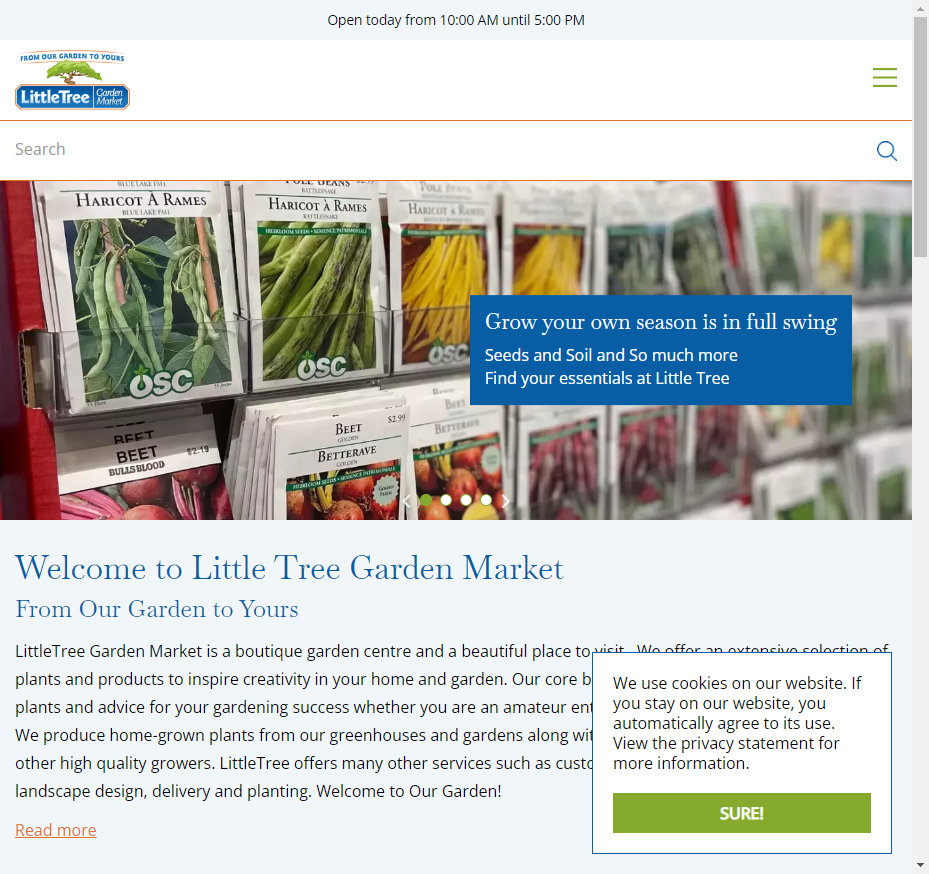 Open today from 10:00 AM until 5:00 PM
FROM OUR GARDEN TO YOURS
LittleTree Garden Market
Search
BLUE LAKE FM1
POLE BEANS
RATTLESNAKE
HARICOT À RAMES
BLUE LAKE FM1
HARICOT À RAMES
RATTLESNAKE
HEIRLOOM SEEDS • SEMENCE PATRIMONIALE
POLE BEANS
HARICOT À RAMES
OSC
OSC
OSC
Grow your own season is in full swing
Seeds and Soil and So much more
Find your essentials at Little Tree
BEET
BEET
BULLS BLOOD
$2.19
BEET
GOLDEN
$2.99
BETTERAVE
GOLDEN
HEIRLOOM SEEDS • SEMENCE PATRIMONIALE
BETTERAVE
Welcome to Little Tree Garden Market
From Our Garden to Yours
LittleTree Garden Market is a boutique garden centre and a beautiful place to visit. We offer an extensive selection of
plants and products to inspire creativity in your home and garden. Our core b
plants and advice for your gardening success whether you are an amateur ent
We produce home-grown plants from our greenhouses and gardens along wit
other high quality growers. LittleTree offers many other services such as custo
landscape design, delivery and planting. Welcome to Our Garden!
Read more
We use cookies on our website. If
you stay on our website, you
automatically agree to its use.
View the privacy statement for
more information.
SURE!